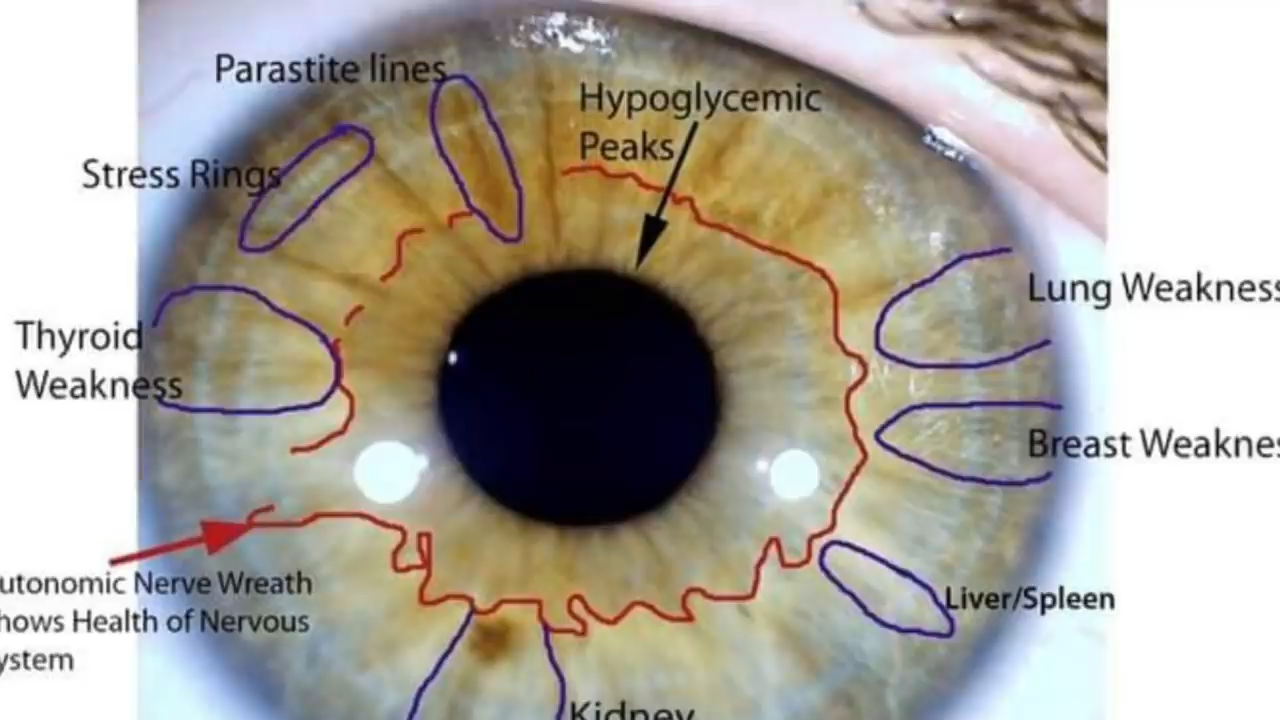 Parastite lines
Hypoglycemic
Peaks
Stress Rings
Lung Weakness
Thyroid
Weakness
Breast Weaknes
utonomic Nerve Wreath
hows Health of Nervous
ystem
Liver/Spleen
Kidney